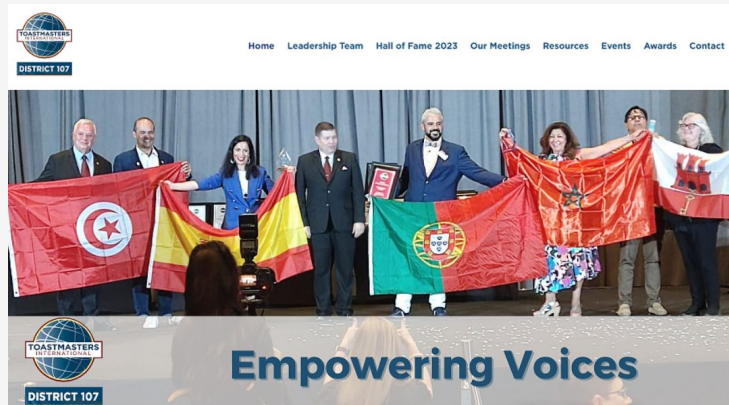 TOASTMASTERS
INTERNATIONAL
DISTRICT 107
Home Leadership Team Hall of Fame 2023 Our Meetings Resources Events Awards Contact
TOASTMASTERS
INTERNATIONAL
DISTRICT 107
Empowering Voices